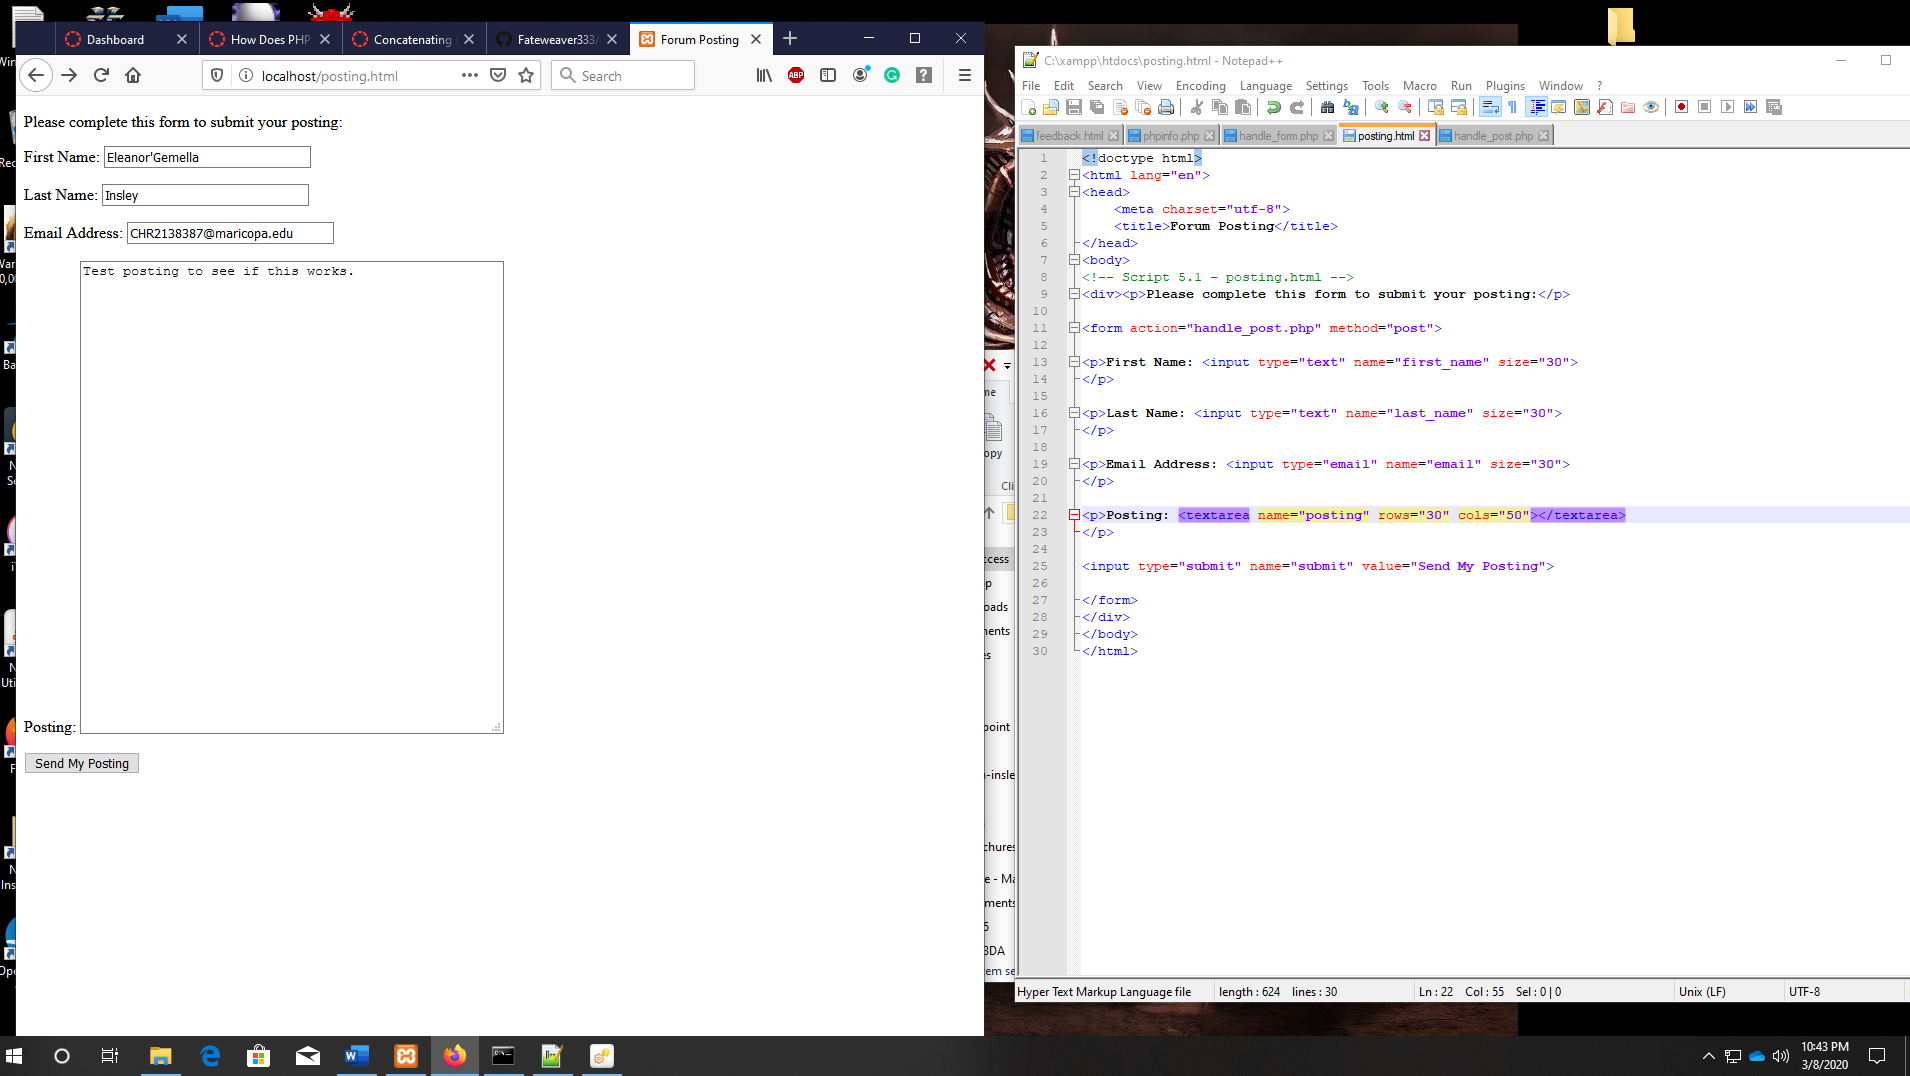 Dashboard
How Does PHP
Concatenating
Fateweaver333/
Forum Posting
localhost/posting.html
Search
ABP
Please complete this form to submit your posting:
First Name: Eleanor'Gemella
Last Name: Insley
Email Address: CHR2138387@maricopa.edu
Test posting to see if this works.
Posting:
Send My Posting
C:\xampp\htdocs\posting.html - Notepad++
File Edit Search View Encoding Language Settings Tools Macro Run Plugins Window ?
feedback.html phpinfo.php handle_form.php posting.html handle_post.php
1 <!doctype html>
2 <html lang="en">
3 <head>
4 <meta charset="utf-8">
5 <title>Forum Posting</title>
6 </head>
7 <body>
8 <!-- Script 5.1 - posting.html -->
9 <div><p>Please complete this form to submit your posting:</p>
10
11 <form action="handle_post.php" method="post">
12
13 <p>First Name: <input type="text" name="first_name" size="30">
14 </p>
15
16 <p>Last Name: <input type="text" name="last_name" size="30">
17 </p>
18
19 <p>Email Address: <input type="email" name="email" size="30">
20 </p>
21
22 <p>Posting: <textarea name="posting" rows="30" cols="50"></textarea>
23 </p>
24
25 <input type="submit" name="submit" value="Send My Posting">
26
27 </form>
28 </div>
29 </body>
30 </html>
Hyper Text Markup Language file length : 624 lines : 30 Ln : 22 Col : 55 Sel : 0 | 0 Unix (LF) UTF-8
10:43 PM
3/8/2020